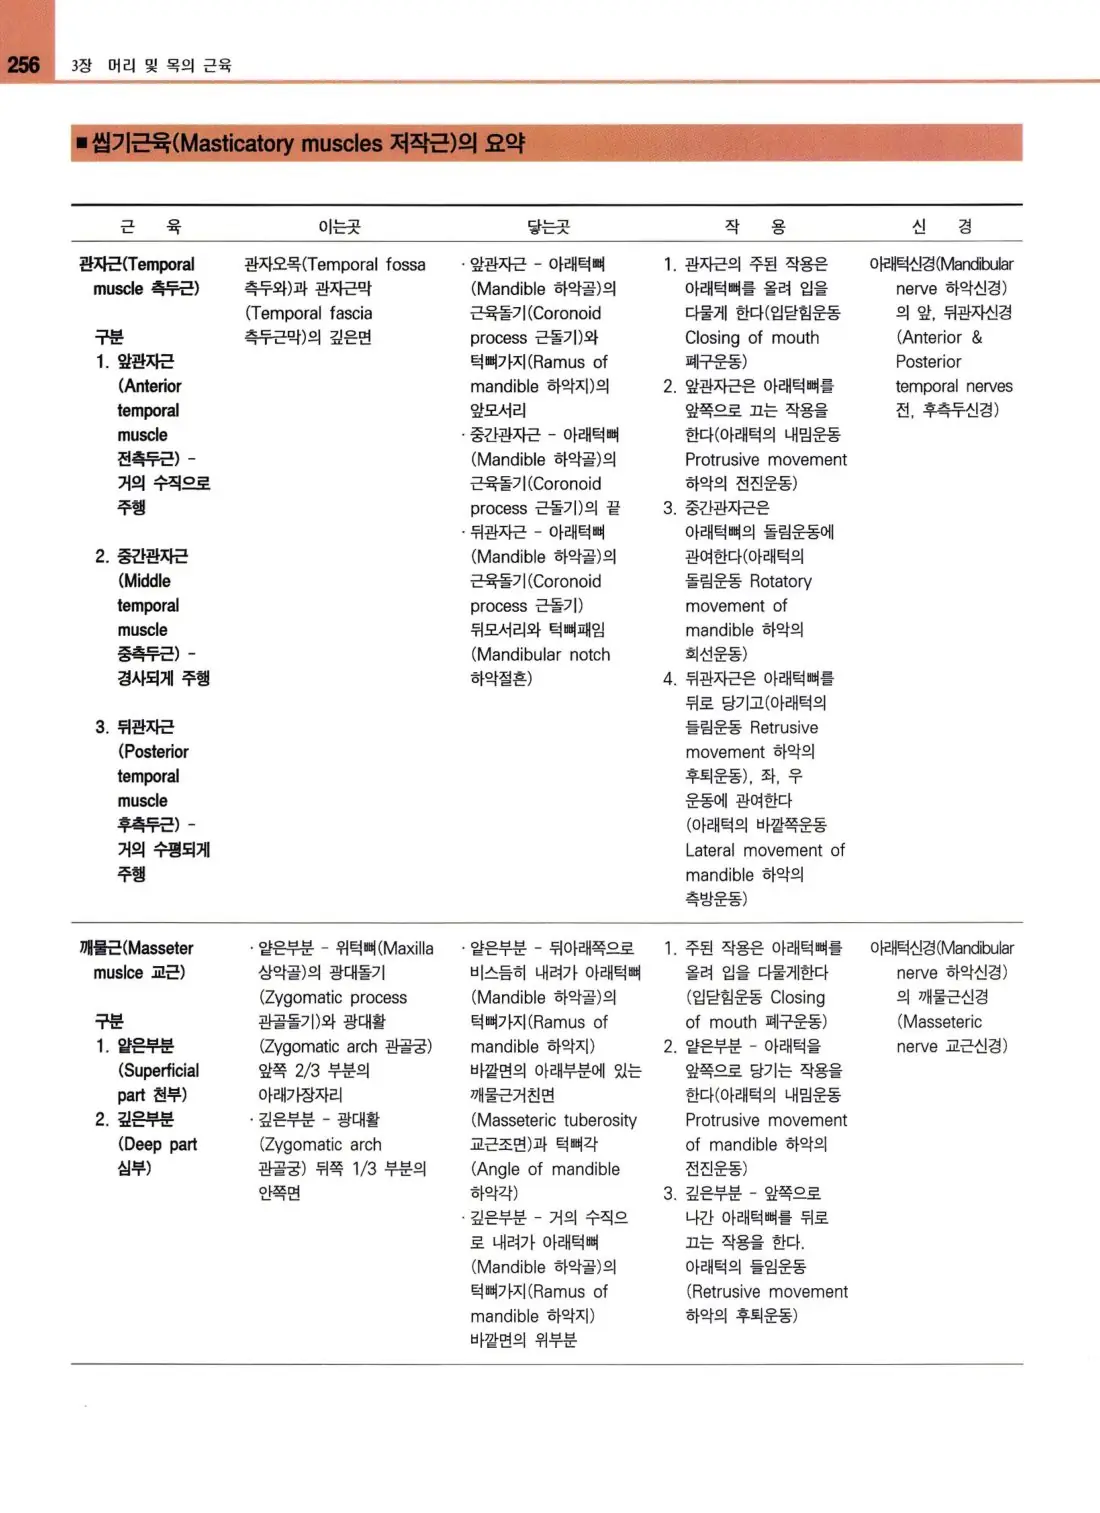 256
3장 머리 및 목의 근육
■ 씹기근육(Masticatory muscles 저작근)의 요약
근 육
이는곳
닿는곳
작 용
신 경
관자근(Temporal
muscle 측두근)
구분
1. 앞관자근
(Anterior
temporal
muscle
전측두근) -
거의 수직으로
주행
2. 중간관자근
(Middle
temporal
muscle
중측두근) -
경사되게 주행
3. 뒤관자근
(Posterior
temporal
muscle
후측두근) -
거의 수평되게
주행
관자오목(Temporal fossa
측두와)과 관자근막
(Temporal fascia
측두근막)의 깊은면
· 앞관자근 - 아래턱뼈
(Mandible 하악골)의
근육돌기(Coronoid
process 근돌기)와
턱뼈가지(Ramus of
mandible 하악지)의
앞모서리
· 중간관자근 - 아래턱뼈
(Mandible 하악골)의
근육돌기(Coronoid
process 근돌기)의 끝
· 뒤관자근 - 아래턱뼈
(Mandible 하악골)의
근육돌기(Coronoid
process 근돌기)
뒤모서리와 턱뼈패임
(Mandibular notch
하악절흔)
1. 관자근의 주된 작용은
아래턱뼈를 올려 입을
다물게 한다(입닫힘운동
Closing of mouth
폐구운동)
2. 앞관자근은 아래턱뼈를
앞쪽으로 끄는 작용을
한다(아래턱의 내밈운동
Protrusive movement
하악의 전진운동)
3. 중간관자근은
아래턱뼈의 돌림운동에
관여한다(아래턱의
돌림운동 Rotatory
movement of
mandible 하악의
회선운동)
4. 뒤관자근은 아래턱뼈를
뒤로 당기고(아래턱의
들림운동 Retrusive
movement 하악의
후퇴운동), 좌, 우
운동에 관여한다
(아래턱의 바깥쪽운동
Lateral movement of
mandible 하악의
측방운동)
아래턱신경(Mandibular
nerve 하악신경)
의 앞, 뒤관자신경
(Anterior &
Posterior
temporal nerves
전, 후측두신경)
깨물근(Masseter
muslce 교근)
구분
1. 얕은부분
(Superficial
part 천부)
2. 깊은부분
(Deep part
심부)
· 얕은부분 - 위턱뼈(Maxilla
상악골)의 광대돌기
(Zygomatic process
관골돌기)와 광대활
(Zygomatic arch 관골궁)
앞쪽 2/3 부분의
아래가장자리
· 깊은부분 - 광대활
(Zygomatic arch
관골궁) 뒤쪽 1/3 부분의
안쪽면
· 얕은부분 - 뒤아래쪽으로
비스듬히 내려가 아래턱뼈
(Mandible 하악골)의
턱뼈가지(Ramus of
mandible 하악지)
바깥면의 아래부분에 있는
깨물근거친면
(Masseteric tuberosity
교근조면)과 턱뼈각
(Angle of mandible
하악각)
· 깊은부분 - 거의 수직으
로 내려가 아래턱뼈
(Mandible 하악골)의
턱뼈가지(Ramus of
mandible 하악지)
바깥면의 위부분
1. 주된 작용은 아래턱뼈를
올려 입을 다물게한다
(입닫힘운동 Closing
of mouth 폐구운동)
2. 얕은부분 - 아래턱을
앞쪽으로 당기는 작용을
한다(아래턱의 내밈운동
Protrusive movement
of mandible 하악의
전진운동)
3. 깊은부분 - 앞쪽으로
나간 아래턱뼈를 뒤로
끄는 작용을 한다.
아래턱의 들임운동
(Retrusive movement
하악의 후퇴운동)
아래턱신경(Mandibular
nerve 하악신경)
의 깨물근신경
(Masseteric
nerve 교근신경)